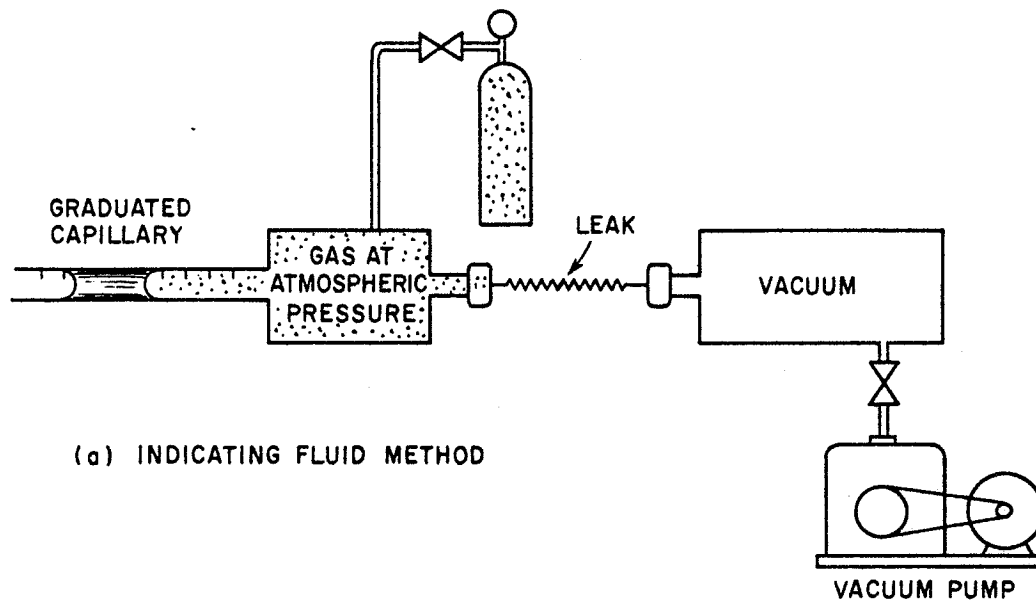 GRADUATED
CAPILLARY
GAS AT
ATMOSPHERIC
PRESSURE
LEAK
VACUUM
(a) INDICATING FLUID METHOD
VACUUM PUMP